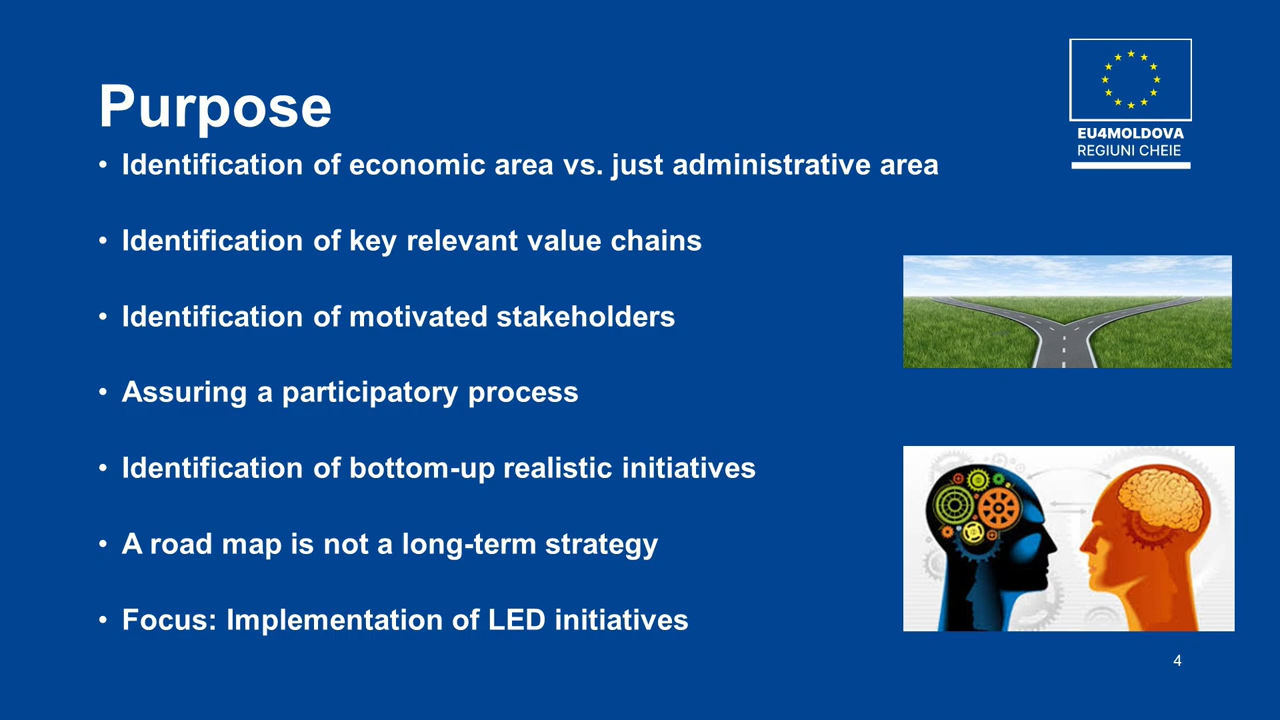 Purpose
• Identification of economic area vs. just administrative area
• Identification of key relevant value chains
• Identification of motivated stakeholders
• Assuring a participatory process
• Identification of bottom-up realistic initiatives
• A road map is not a long-term strategy
• Focus: Implementation of LED initiatives
EU4MOLDOVA
REGIUNI CHEIE
4